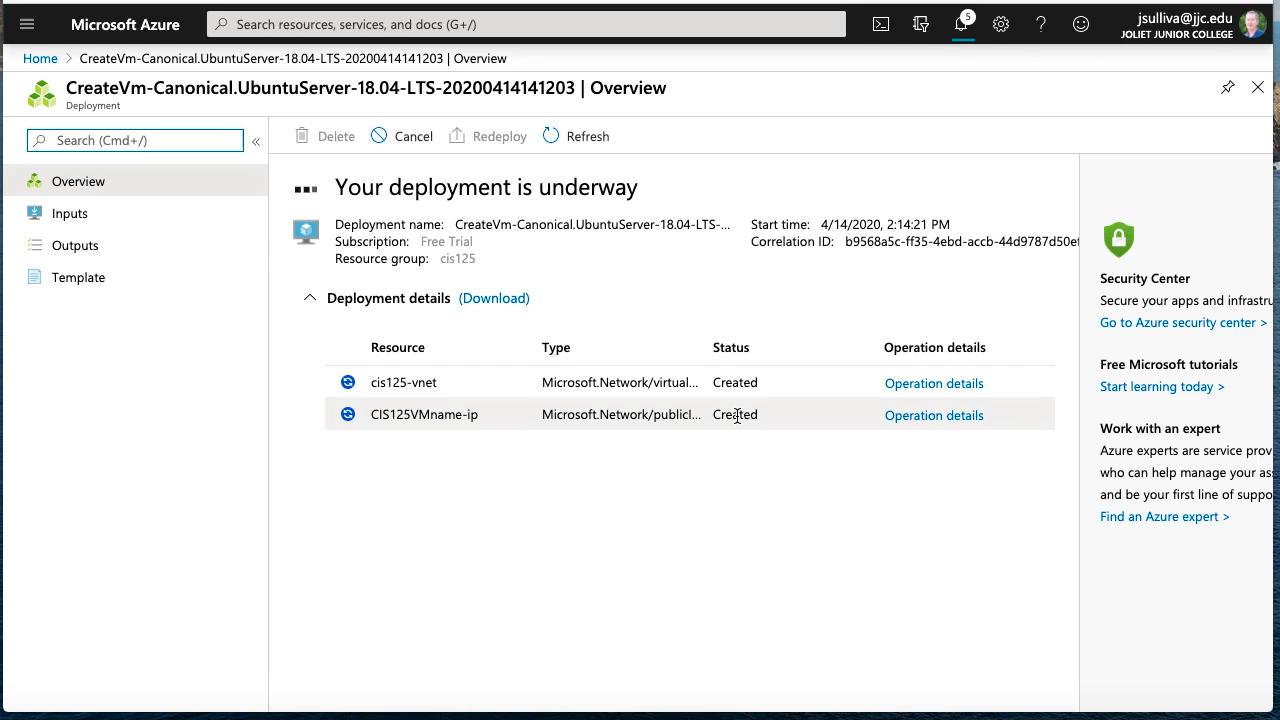 Microsoft Azure
Search resources, services, and docs (G+/)
5
jsulliva@jjc.edu
JOLIET JUNIOR COLLEGE
Home > CreateVm-Canonical.UbuntuServer-18.04-LTS-20200414141203 | Overview
CreateVm-Canonical.UbuntuServer-18.04-LTS-20200414141203 | Overview
Deployment
Search (Cmd+/)
«
Overview
Inputs
Outputs
Template
Delete Cancel Redeploy Refresh
Your deployment is underway
Deployment name: CreateVm-Canonical.UbuntuServer-18.04-LTS-...
Subscription: Free Trial
Resource group: cis125
Start time: 4/14/2020, 2:14:21 PM
Correlation ID: b9568a5c-ff35-4ebd-accb-44d9787d50ef
Deployment details (Download)
Resource Type Status Operation details
cis125-vnet Microsoft.Network/virtual... Created Operation details
CIS125VMname-ip Microsoft.Network/publicI... Created Operation details
Security Center
Secure your apps and infrastru
Go to Azure security center >
Free Microsoft tutorials
Start learning today >
Work with an expert
Azure experts are service prov
who can help manage your as
and be your first line of suppo
Find an Azure expert >